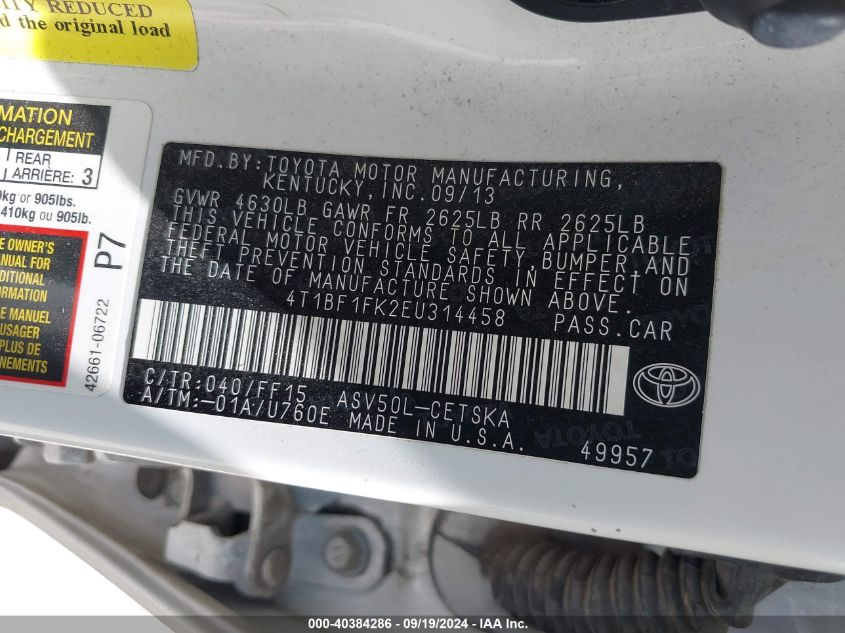 ITY REDUCED
d the original load
MATION
CHARGEMENT
REAR
ARRIÈRE: 3
0kg or 905lbs.
410kg ou 905lb.
E OWNER'S
ANUAL FOR
DITIONAL
ORMATION
LE MANUEL
USAGER
PLUS DE
GNEMENTS
P7
42661-06722
MFD.BY:TOYOTA MOTOR MANUFACTURING,
KENTUCKY,INC.09/13
GVWR 4630LB GAWR FR 2625LB RR 2625LB
THIS VEHICLE CONFORMS TO ALL APPLICABLE
FEDERAL MOTOR VEHICLE SAFETY,BUMPER,AND
THEFT PREVENTION STANDARDS IN EFFECT ON
THE DATE OF MANUFACTURE SHOWN ABOVE.
4T1BF1FK2EU314458 PASS.CAR
C/TR:040/FF15 ASV50L-CETSKA
A/TM:-01A/U760E MADE IN U.S.A.
49957
TOYOTA
000-40384286 - 09/19/2024 - IAA Inc.